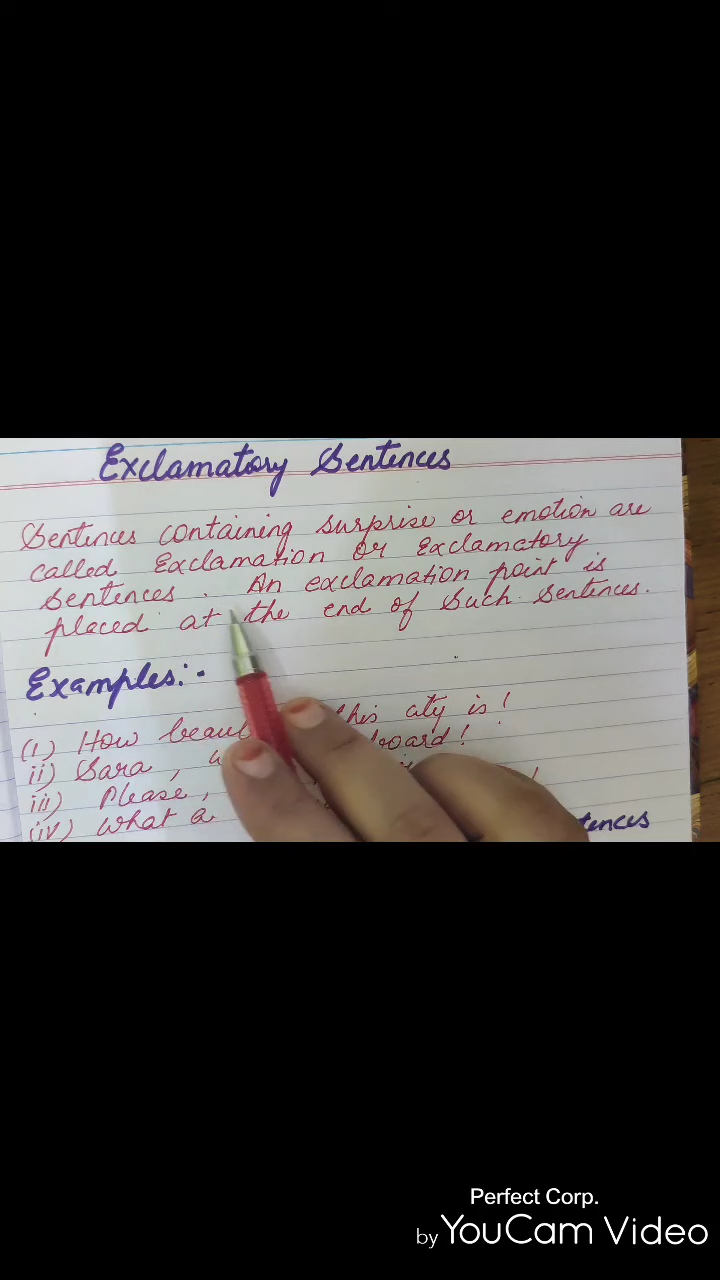 Exclamatory Sentences
Sentences containing surprise or emotion are
called Exclamation or Exclamatory
Sentences. An exclamation point is
placed at the end of Such Sentences.
Examples:-
(i) How this city is!
ii) Sara, board!
iii) Please, !
(iv) What a
Perfect Corp.
by YouCam Video